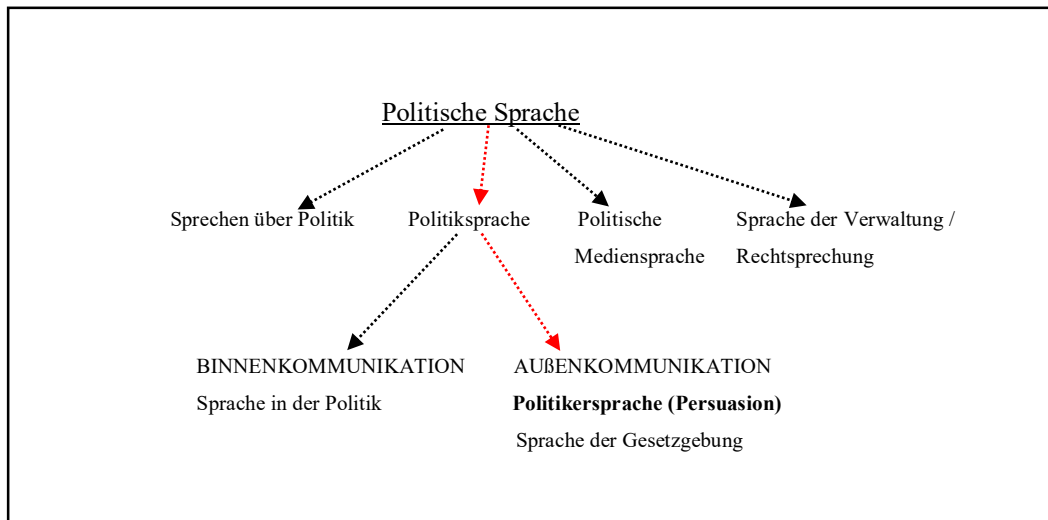 Politische Sprache
Sprechen über Politik
Politiksprache
Politische
Mediensprache
Sprache der Verwaltung /
Rechtsprechung
BINNENKOMMUNIKATION
Sprache in der Politik
AUßENKOMMUNIKATION
Politikersprache (Persuasion)
Sprache der Gesetzgebung